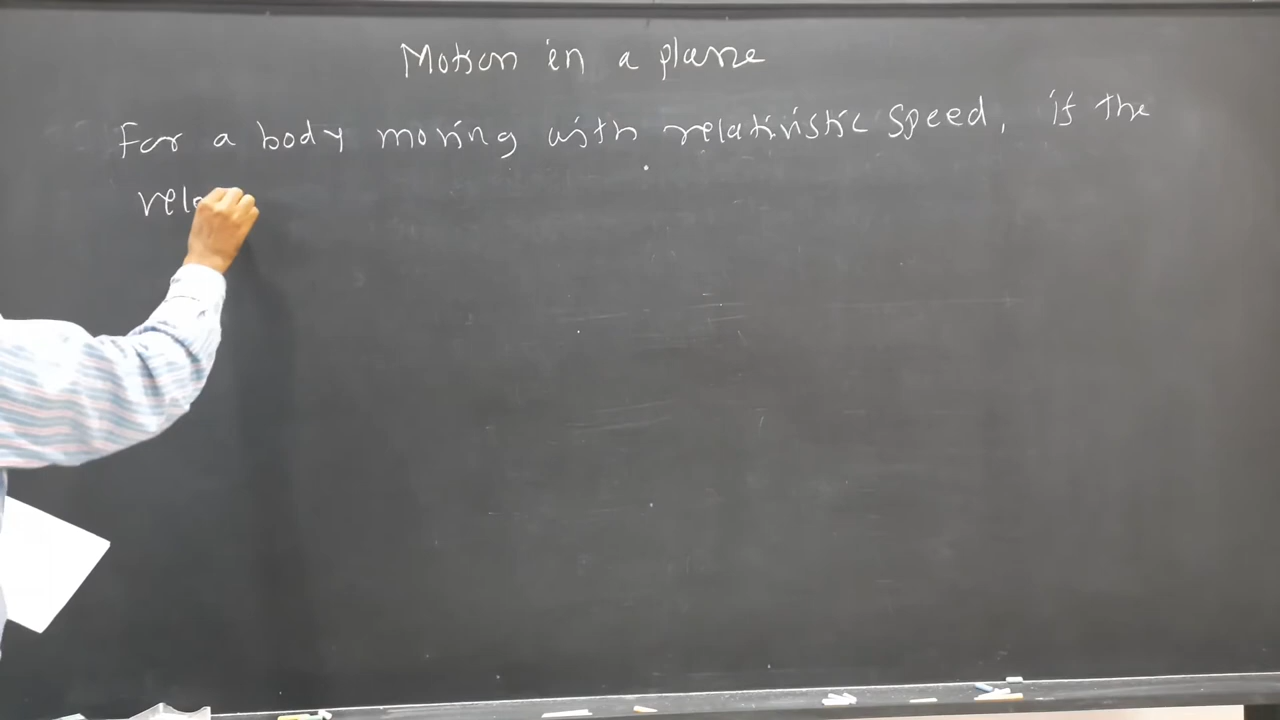 Motion in a plane
For a body moving with relativistic speed, if the